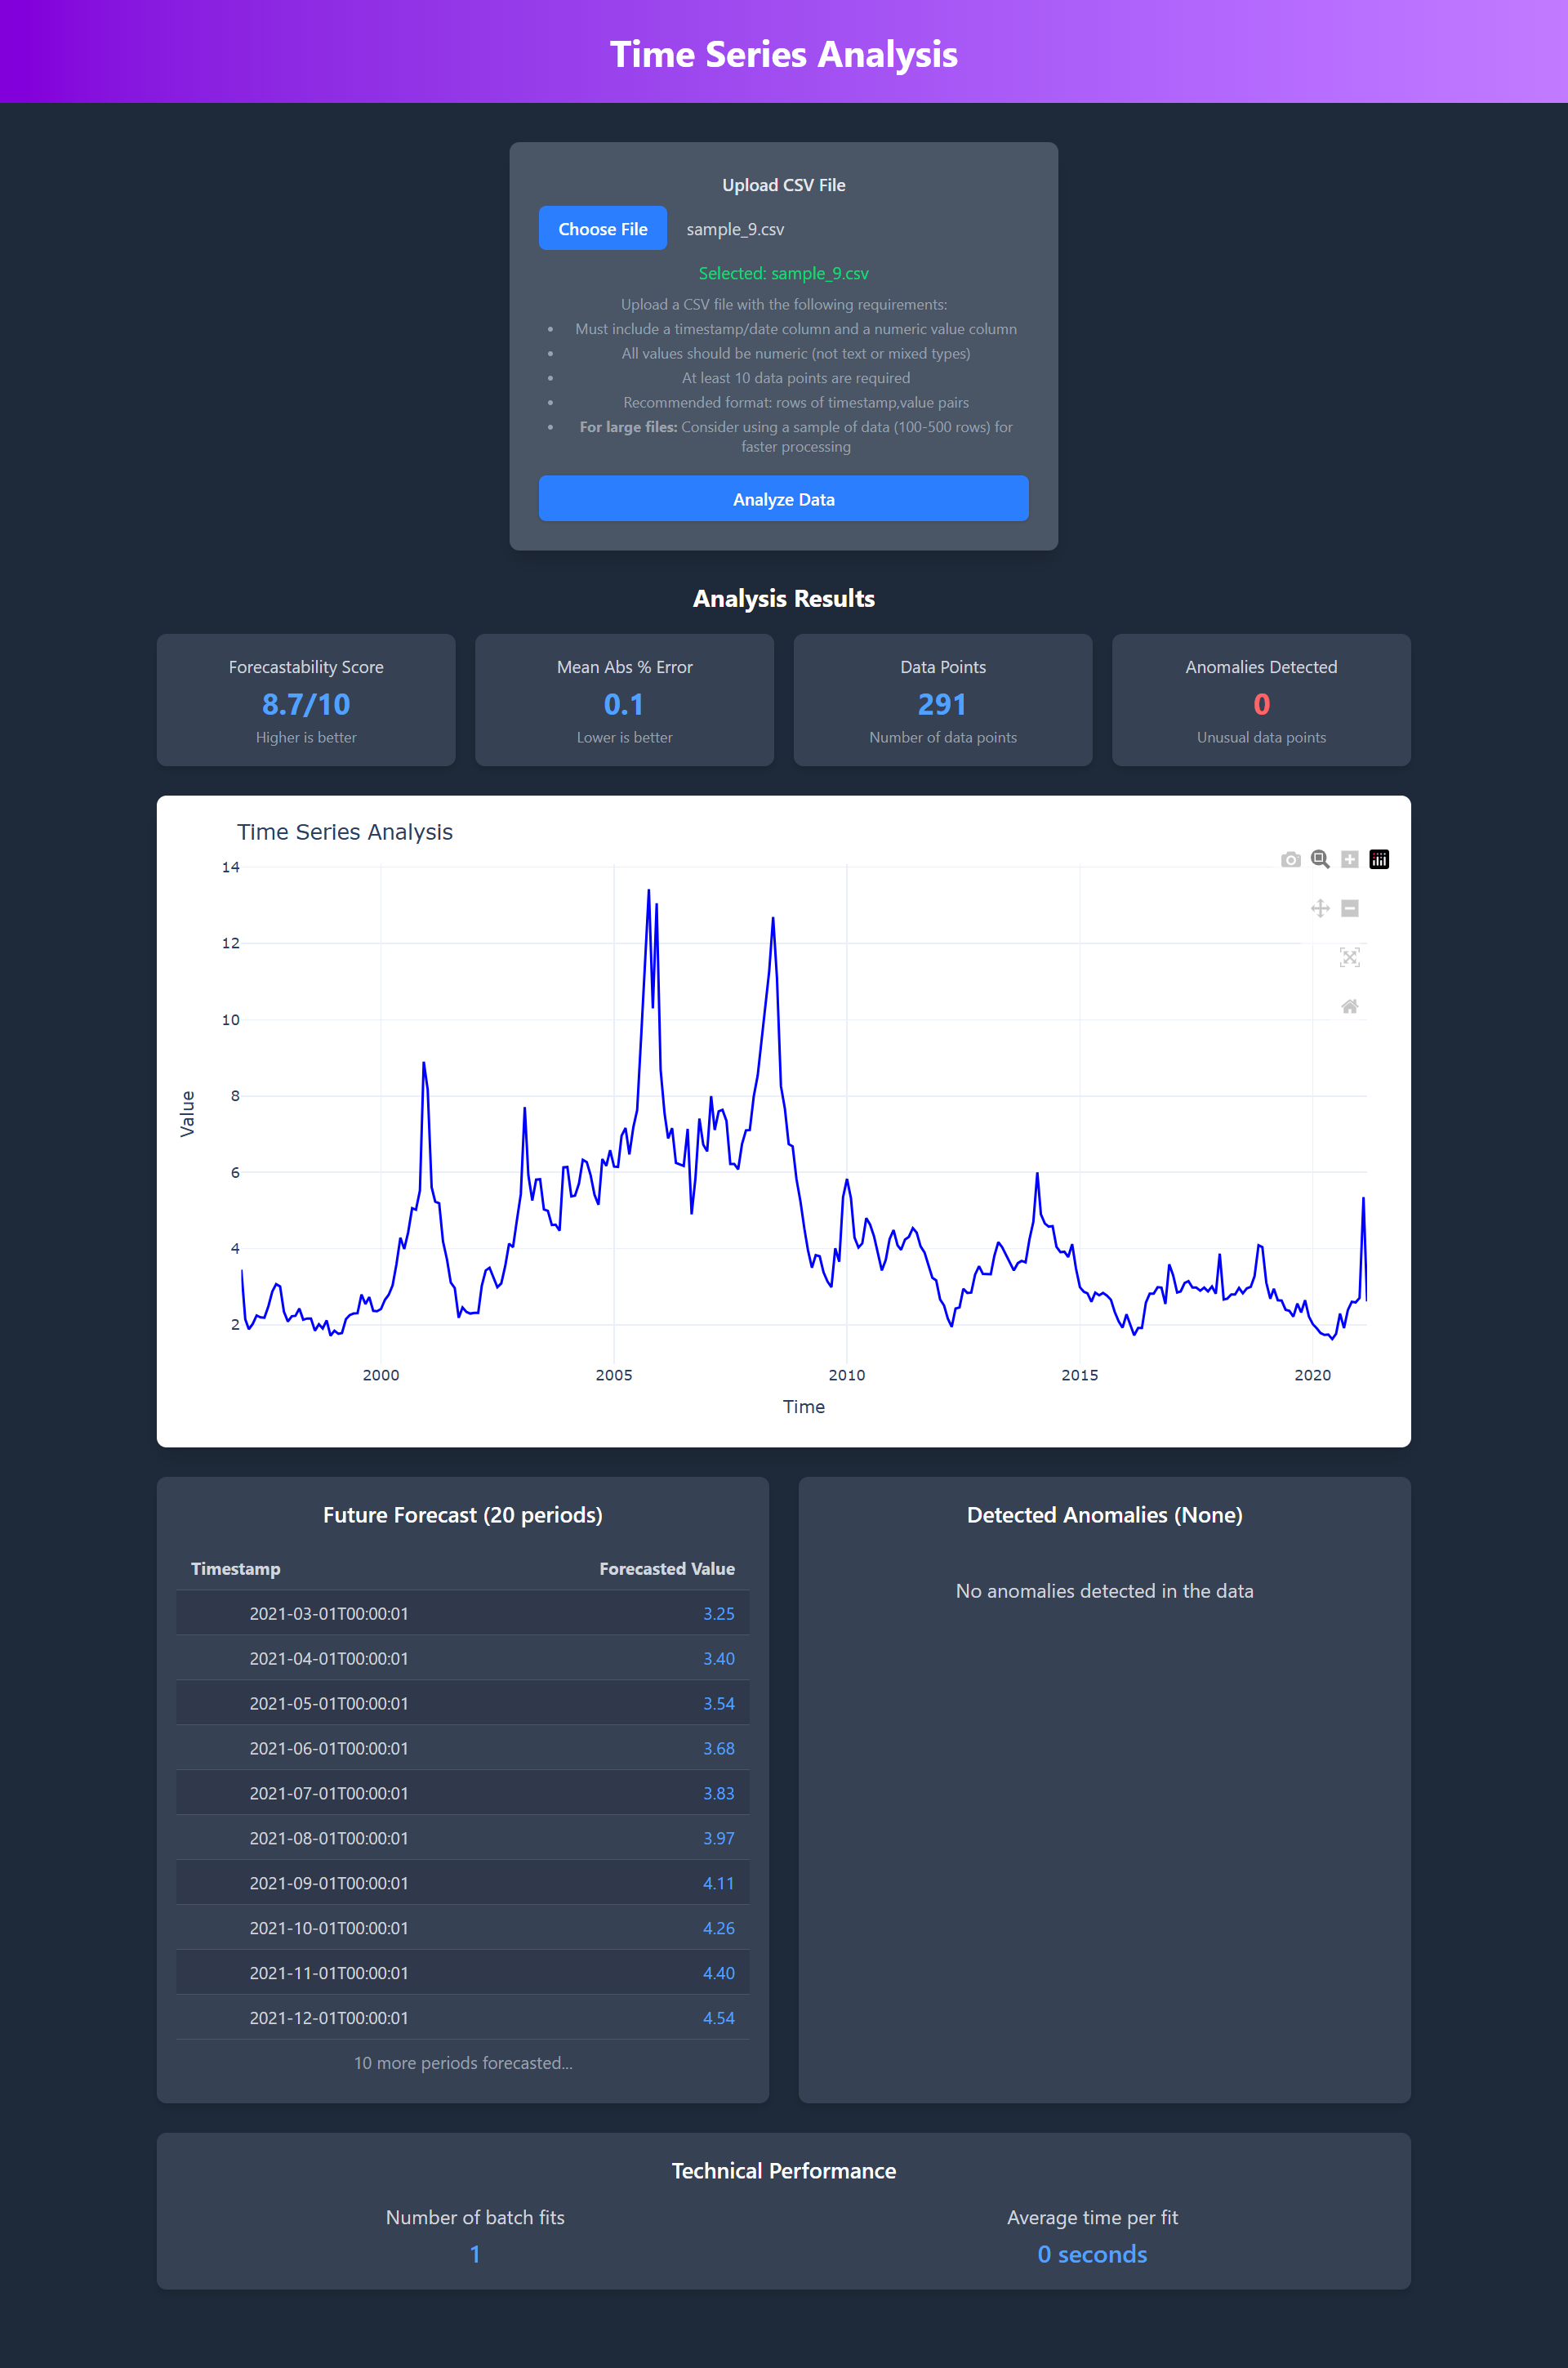 Time Series Analysis
Upload CSV File
Choose File sample_9.csv
Selected: sample_9.csv
Upload a CSV file with the following requirements:
• Must include a timestamp/date column and a numeric value column
• All values should be numeric (not text or mixed types)
• At least 10 data points are required
• Recommended format: rows of timestamp,value pairs
• For large files: Consider using a sample of data (100-500 rows) for
faster processing
Analyze Data
Analysis Results
Forecastability Score
8.7/10
Higher is better
Mean Abs % Error
0.1
Lower is better
Data Points
291
Number of data points
Anomalies Detected
0
Unusual data points
Time Series Analysis
14
12
10
8
6
4
2
Value
2000 2005 2010 2015 2020
Time
Future Forecast (20 periods)
Timestamp Forecasted Value
2021-03-01T00:00:01 3.25
2021-04-01T00:00:01 3.40
2021-05-01T00:00:01 3.54
2021-06-01T00:00:01 3.68
2021-07-01T00:00:01 3.83
2021-08-01T00:00:01 3.97
2021-09-01T00:00:01 4.11
2021-10-01T00:00:01 4.26
2021-11-01T00:00:01 4.40
2021-12-01T00:00:01 4.54
10 more periods forecasted...
Detected Anomalies (None)
No anomalies detected in the data
Technical Performance
Number of batch fits
1
Average time per fit
0 seconds